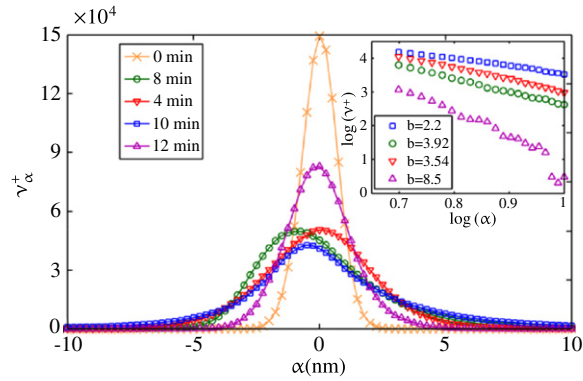 ×10⁴
15
12
9
6
3
0
ν⁺α
0 min
8 min
4 min
10 min
12 min
-10
-5
0
5
10
α(nm)
4
3
2
1
0
log (ν⁺)
b=2.2
b=3.92
b=3.54
b=8.5
0.7
0.8
0.9
1
log (α)